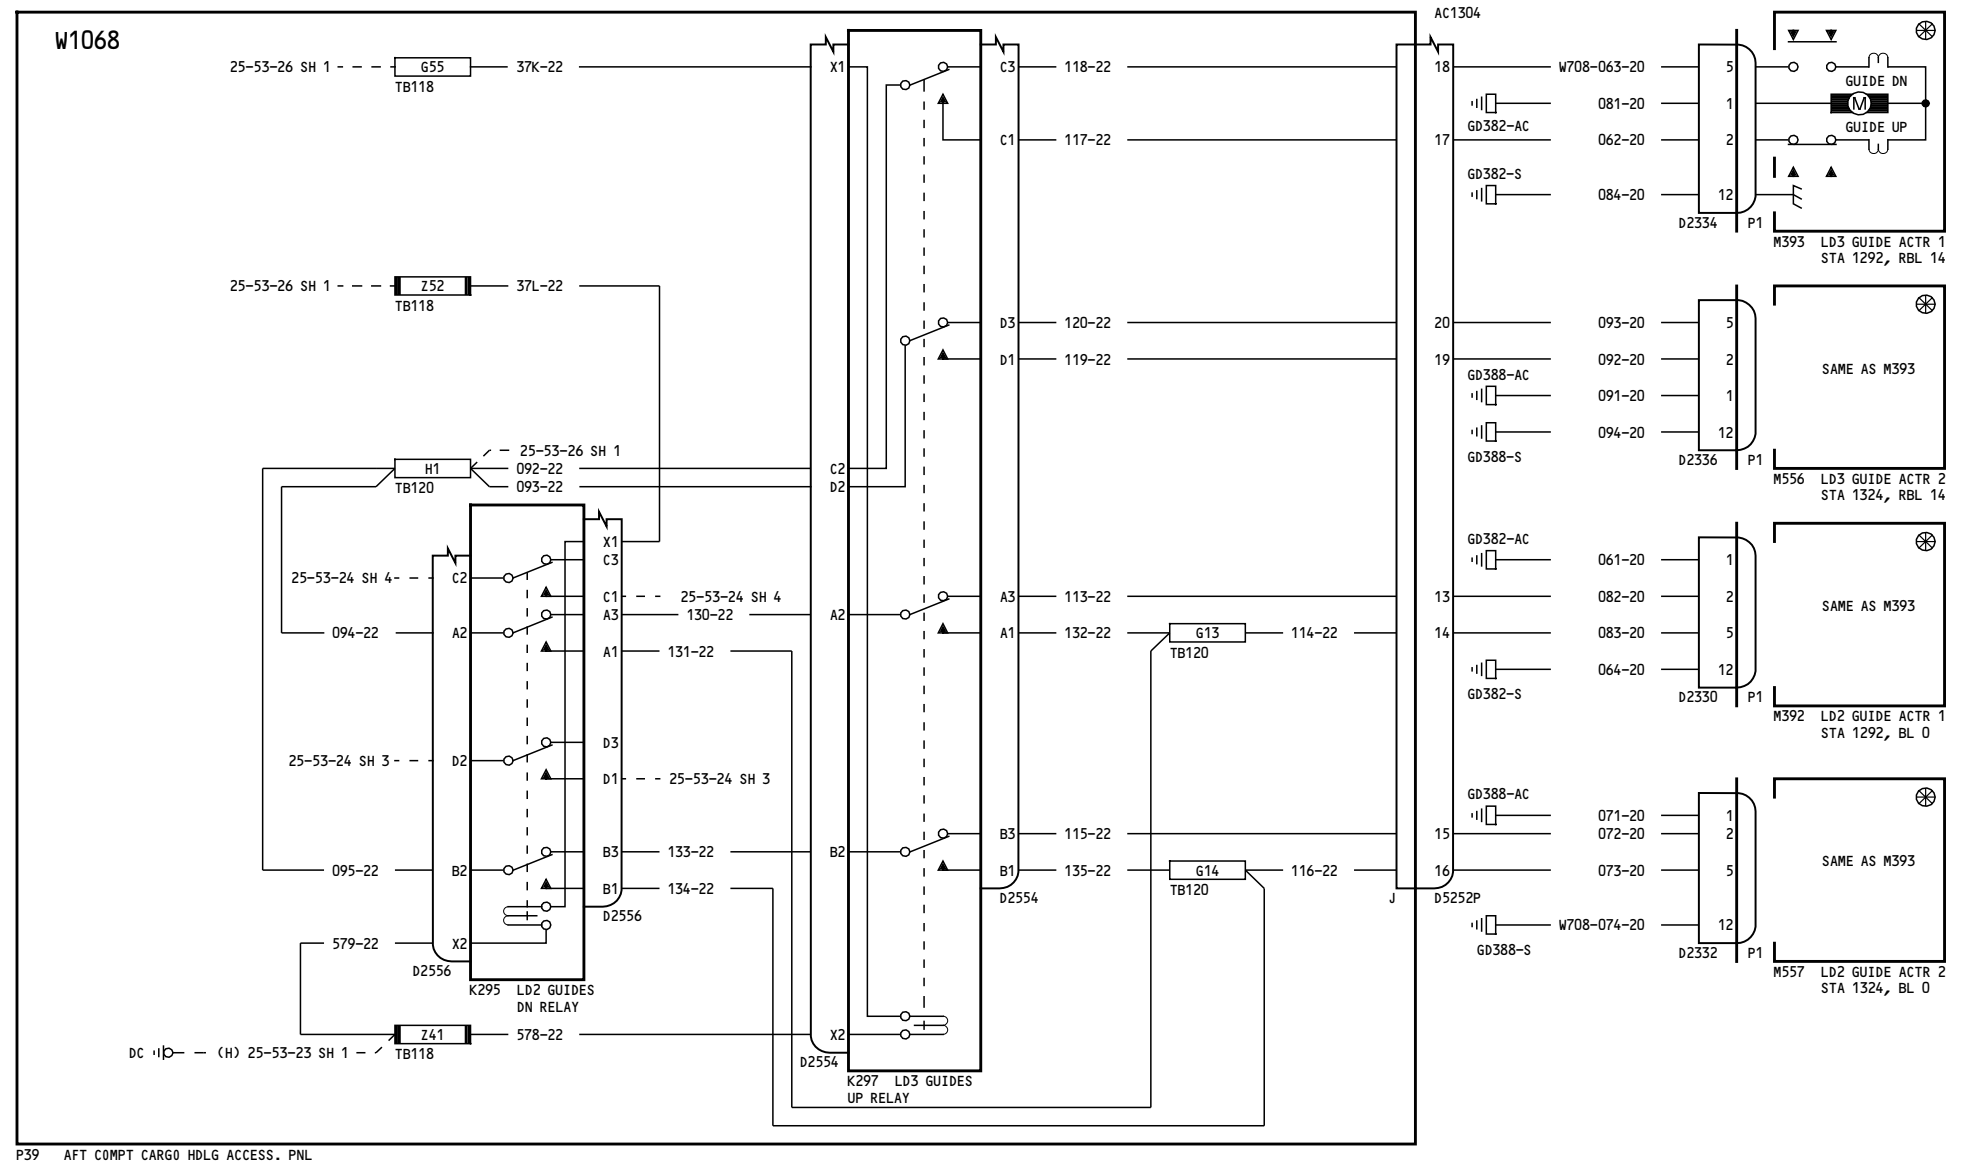 AC1304
W1068
25-53-26 SH 1 G55 37K-22 X1 C3 118-22 18 W708-063-20 5 GUIDE DN
TB118
081-20 1 M
GD382-AC GUIDE UP
C1 117-22 17 062-20 2
GD382-S
084-20 12
D2334 P1
M393 LD3 GUIDE ACTR 1
STA 1292, RBL 14
25-53-26 SH 1 Z52 37L-22
TB118
D3 120-22 20 093-20 5
D1 119-22 19 092-20 2
SAME AS M393
GD388-AC
091-20 1
094-20 12
GD388-S
D2336 P1
M556 LD3 GUIDE ACTR 2
STA 1324, RBL 14
25-53-26 SH 1
H1 092-22 C2
TB120 093-22 D2
X1
C3
25-53-24 SH 4 C2
C1 25-53-24 SH 4
A3 130-22 A2
094-22 A2
A1 131-22
A3 113-22 13 082-20 2
A1 132-22 G13 114-22 14 083-20 5
TB120
GD382-AC
061-20 1
SAME AS M393
064-20 12
GD382-S
D2330 P1
M392 LD2 GUIDE ACTR 1
STA 1292, BL 0
D3
25-53-24 SH 3 D2
D1 25-53-24 SH 3
GD388-AC
071-20 1
B3 115-22 15 072-20 2
B3 133-22 B2
095-22 B2
B1 134-22
B1 135-22 G14 116-22 16 073-20 5
TB120
SAME AS M393
D2556
D2554
J D5252P
W708-074-20 12
GD388-S
D2332 P1
M557 LD2 GUIDE ACTR 2
STA 1324, BL 0
579-22 X2
D2556
K295 LD2 GUIDES
DN RELAY
Z41 578-22 X2
DC (H) 25-53-23 SH 1 TB118
D2554
K297 LD3 GUIDES
UP RELAY
P39 AFT COMPT CARGO HDLG ACCESS. PNL